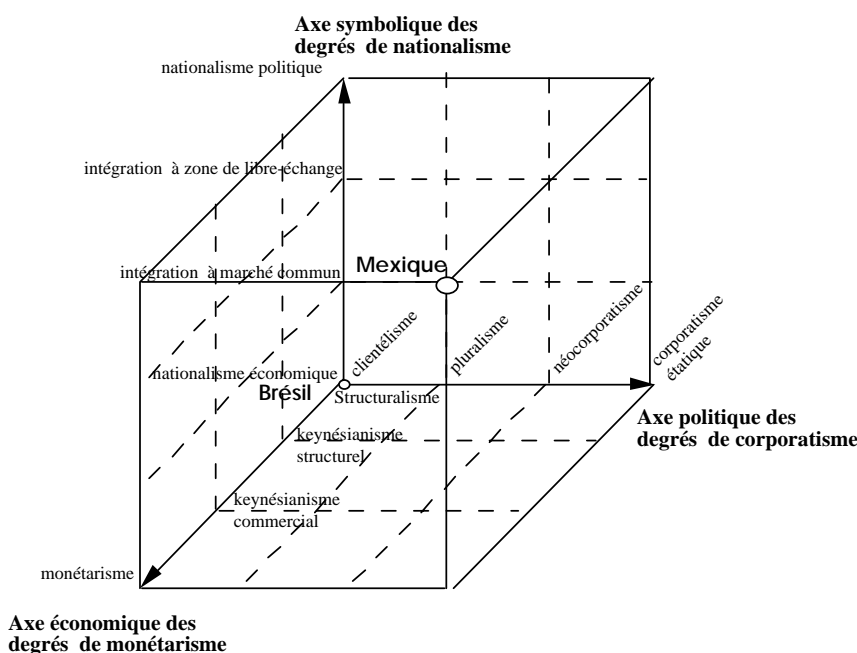 Axe symbolique des
degrés de nationalisme
nationalisme politique
intégration à zone de libre-échange
intégration à marché commun
Mexique
clientélisme
pluralisme
néocorporatisme
corporatisme
étatique
nationalisme économique
Brésil
Structuralisme
Axe politique des
degrés de corporatisme
keynésianisme
structurel
keynésianisme
commercial
monétarisme
Axe économique des
degrés de monétarisme